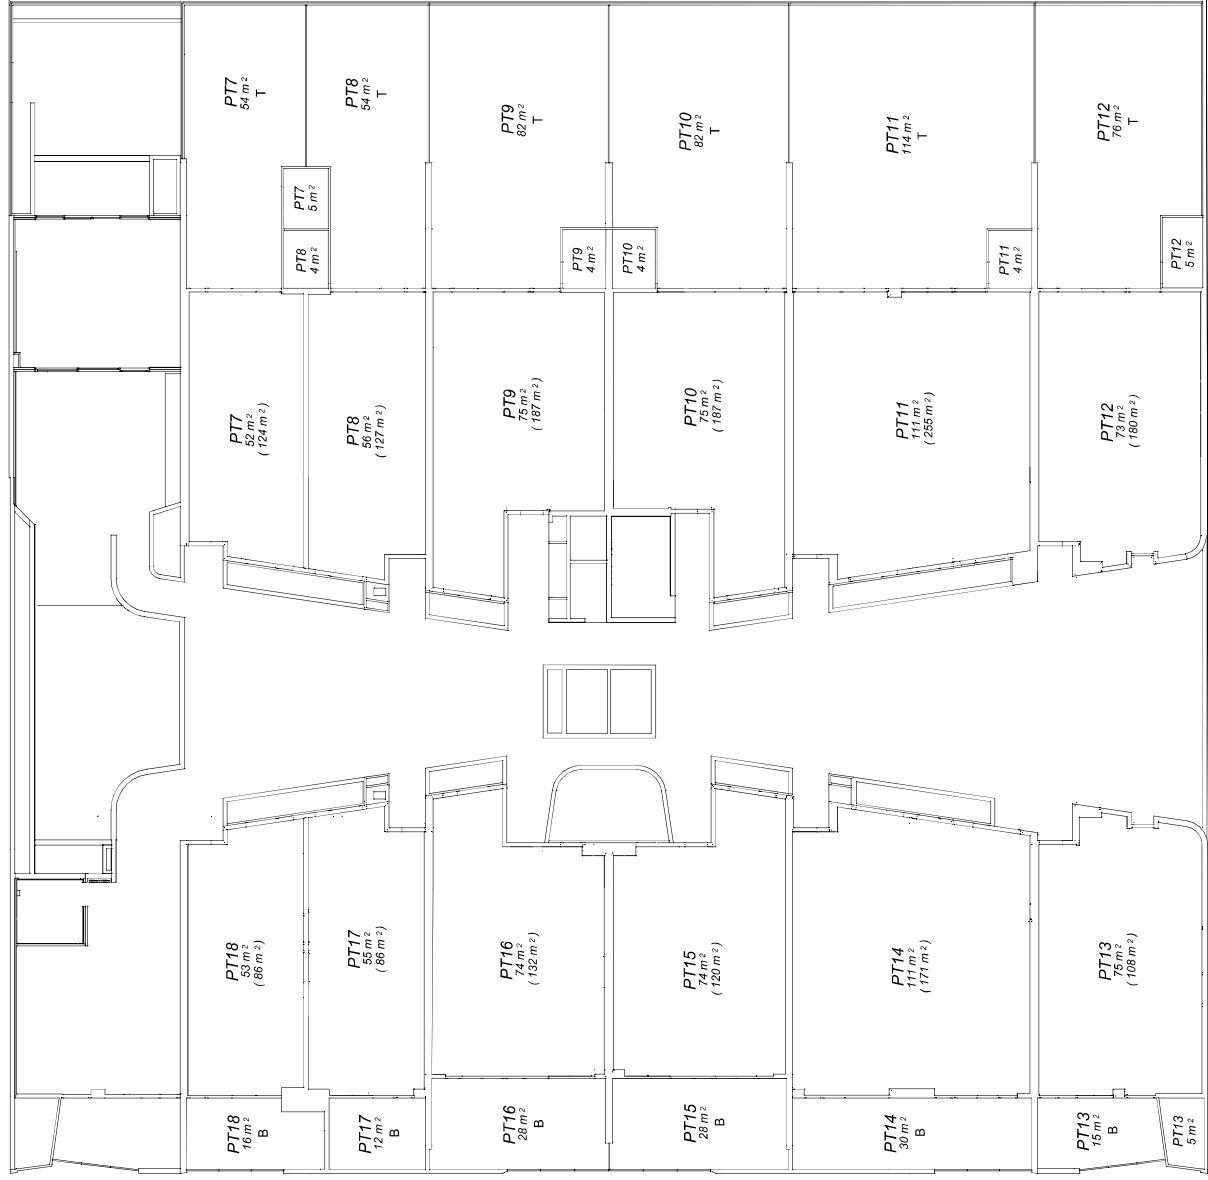 PT7
54 m²
T
PT8
54 m²
T
PT9
82 m²
T
PT10
82 m²
T
PT11
114 m²
T
PT12
76 m²
T
PT7
5 m²
PT8
4 m²
PT9
4 m²
PT10
4 m²
PT11
4 m²
PT12
5 m²
PT7
52 m²
( 124 m² )
PT8
56 m²
( 127 m² )
PT9
75 m²
( 187 m² )
PT10
75 m²
( 187 m² )
PT11
111 m²
( 255 m² )
PT12
73 m²
( 180 m² )
PT18
53 m²
( 86 m² )
PT17
55 m²
( 86 m² )
PT16
74 m²
( 132 m² )
PT15
74 m²
( 120 m² )
PT14
111 m²
( 171 m² )
PT13
75 m²
( 108 m² )
PT18
16 m²
B
PT17
12 m²
B
PT16
28 m²
B
PT15
28 m²
B
PT14
30 m²
B
PT13
15 m²
B
PT13
5 m²